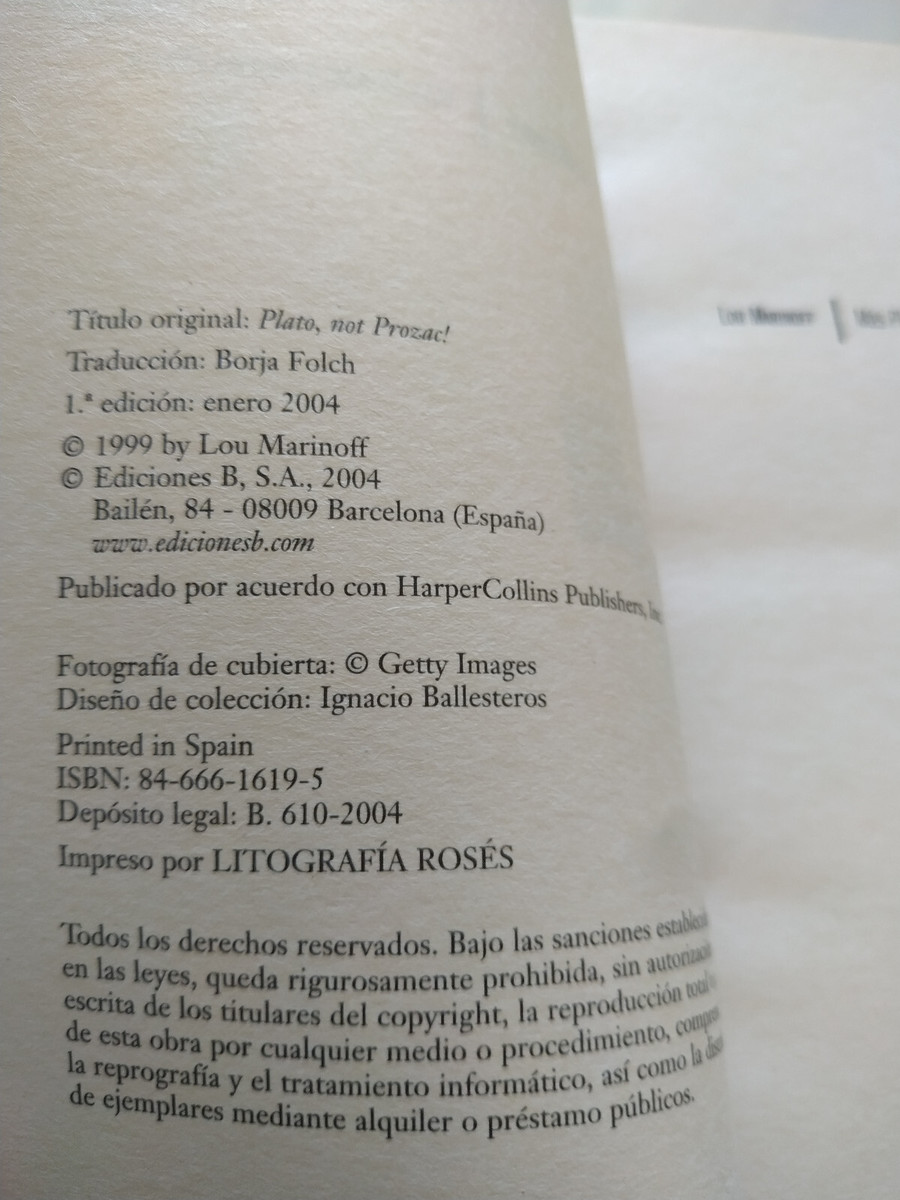 Título original: Plato, not Prozac!
Traducción: Borja Folch
1.ª edición: enero 2004
© 1999 by Lou Marinoff
© Ediciones B, S.A., 2004
Bailén, 84 - 08009 Barcelona (España)
www.edicionesb.com
Publicado por acuerdo con HarperCollins Publishers,
Fotografía de cubierta: © Getty Images
Diseño de colección: Ignacio Ballesteros
Printed in Spain
ISBN: 84-666-1619-5
Depósito legal: B. 610-2004
Impreso por LITOGRAFÍA ROSÉS
Todos los derechos reservados. Bajo las sanciones
en las leyes, queda rigurosamente prohibida, sin
escrita de los titulares del copyright, la reproducción total
de esta obra por cualquier medio o procedimiento,
la reprografía y el tratamiento informático, así como la
de ejemplares mediante alquiler o préstamo públicos.
Lou